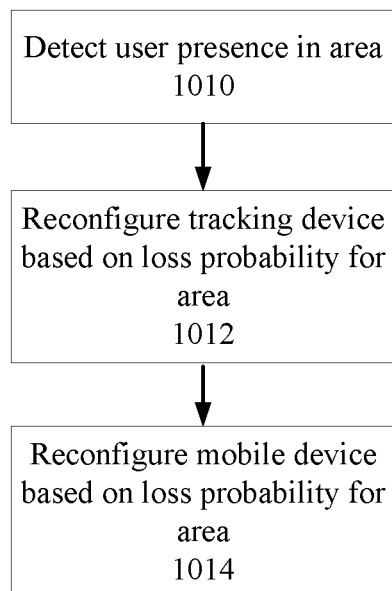 Detect user presence in area
1010
Reconfigure tracking device
based on loss probability for
area
1012
Reconfigure mobile device
based on loss probability for
area
1014